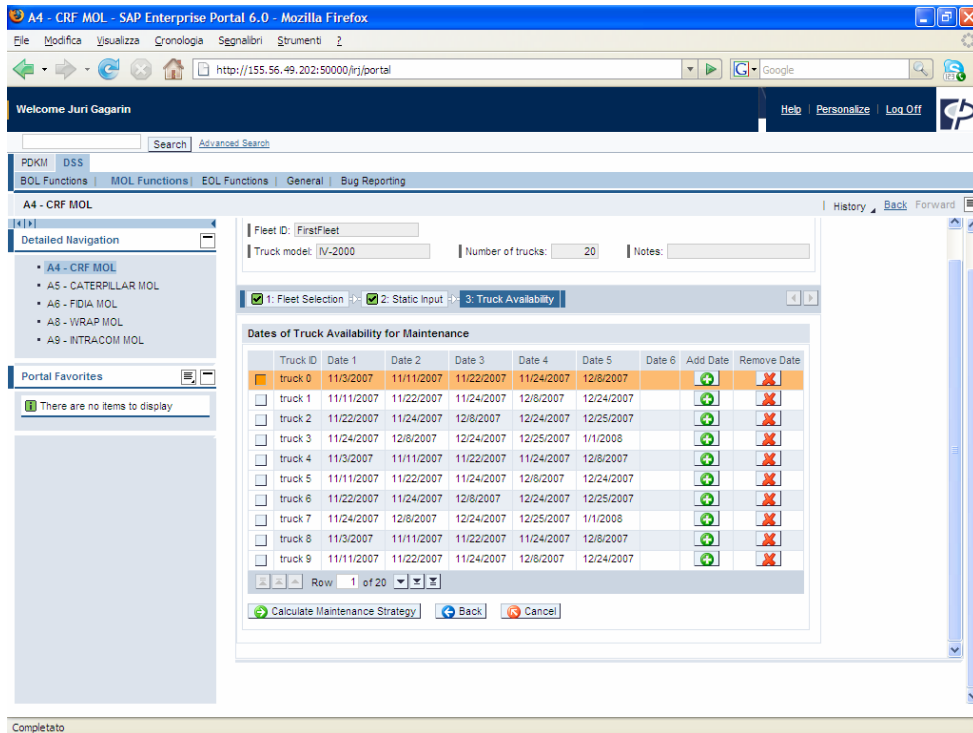 A4 - CRF MOL - SAP Enterprise Portal 6.0 - Mozilla Firefox
File Modifica Visualizza Cronologia Segnalibri Strumenti ?
http://155.56.49.202:50000/irj/portal
G Google
Welcome Juri Gagarin
Help | Personalize | Log Off
Search Advanced Search
PDKM DSS
BOL Functions | MOL Functions | EOL Functions | General | Bug Reporting
A4 - CRF MOL
History Back Forward
Detailed Navigation
A4 - CRF MOL
A5 - CATERPILLAR MOL
A6 - FIDIA MOL
A8 - WRAP MOL
A9 - INTRACOM MOL
Portal Favorites
There are no items to display
Fleet ID: FirstFleet
Truck model: IV-2000 Number of trucks: 20 Notes:
1: Fleet Selection 2: Static Input 3: Truck Availability
Dates of Truck Availability for Maintenance
Truck ID Date 1 Date 2 Date 3 Date 4 Date 5 Date 6 Add Date Remove Date
truck 0 11/3/2007 11/11/2007 11/22/2007 11/24/2007 12/8/2007
truck 1 11/11/2007 11/22/2007 11/24/2007 12/8/2007 12/24/2007
truck 2 11/22/2007 11/24/2007 12/8/2007 12/24/2007 12/25/2007
truck 3 11/24/2007 12/8/2007 12/24/2007 12/25/2007 1/1/2008
truck 4 11/3/2007 11/11/2007 11/22/2007 11/24/2007 12/8/2007
truck 5 11/11/2007 11/22/2007 11/24/2007 12/8/2007 12/24/2007
truck 6 11/22/2007 11/24/2007 12/8/2007 12/24/2007 12/25/2007
truck 7 11/24/2007 12/8/2007 12/24/2007 12/25/2007 1/1/2008
truck 8 11/3/2007 11/11/2007 11/22/2007 11/24/2007 12/8/2007
truck 9 11/11/2007 11/22/2007 11/24/2007 12/8/2007 12/24/2007
Row 1 of 20
Calculate Maintenance Strategy Back Cancel
Completato